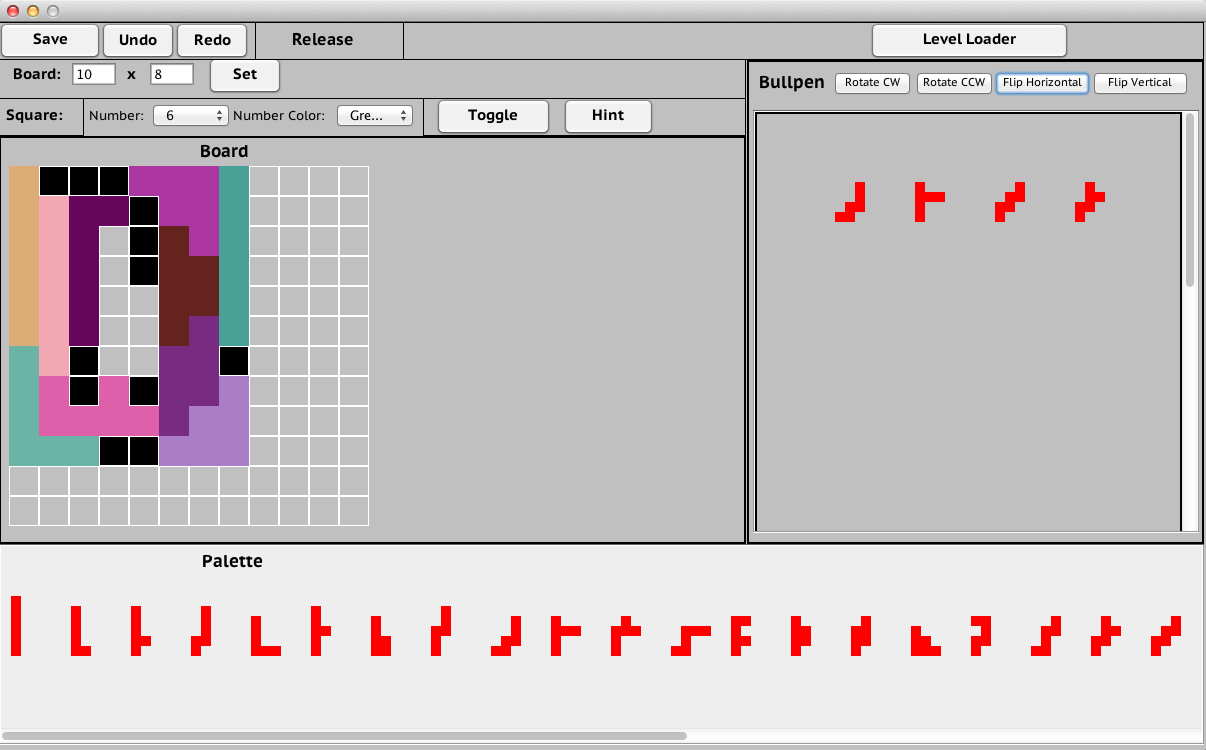 Save Undo Redo Release Level Loader
Board: 10 x 8 Set
Bullpen Rotate CW Rotate CCW Flip Horizontal Flip Vertical
Square: Number: 6 Number Color: Gre... Toggle Hint
Board
Palette